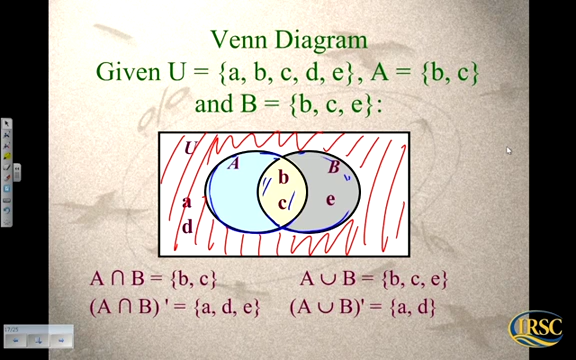 Venn Diagram
Given U = {a, b, c, d, e}, A = {b, c}
and B = {b, c, e}:
U
A
B
b
a
c
e
d
A ∩ B = {b, c}
A ∪ B = {b, c, e}
(A ∩ B) ' = {a, d, e}
(A ∪ B)' = {a, d}
IRSC